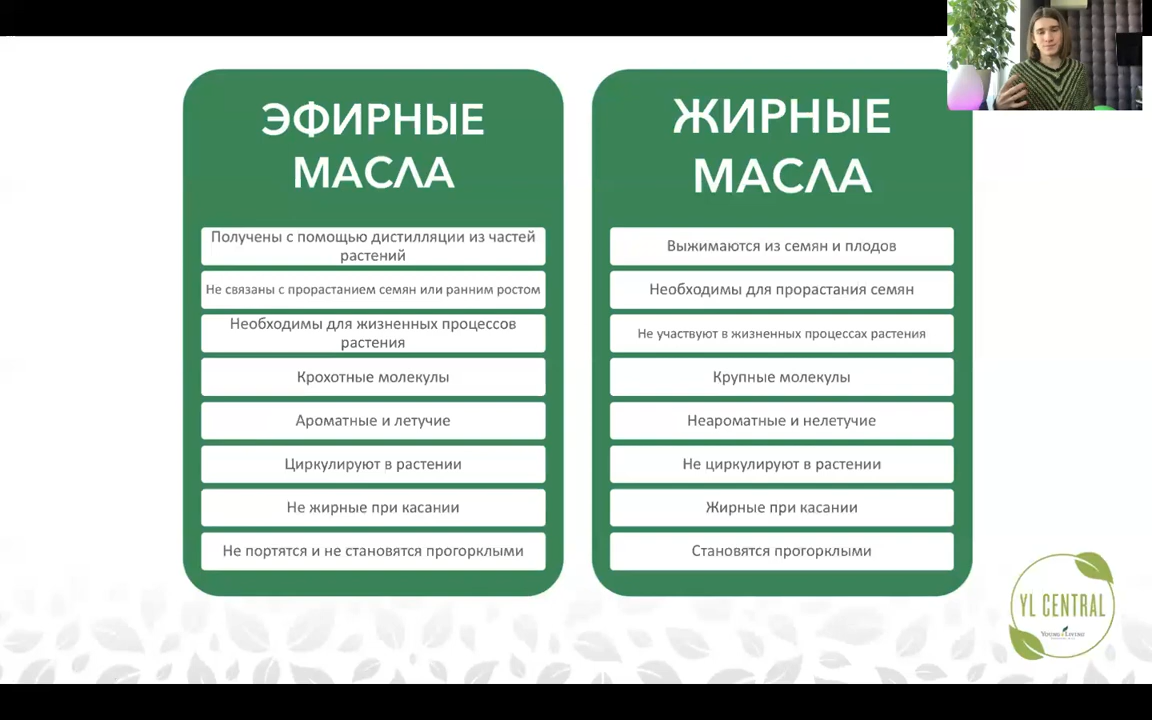 ЭФИРНЫЕ
МАСЛА
Получены с помощью дистилляции из частей
растений
Не связаны с прорастанием семян или ранним ростом
Необходимы для жизненных процессов
растения
Крохотные молекулы
Ароматные и летучие
Циркулируют в растении
Не жирные при касании
Не портятся и не становятся прогорклыми
ЖИРНЫЕ
МАСЛА
Выжимаются из семян и плодов
Необходимы для прорастания семян
Не участвуют в жизненных процессах растения
Крупные молекулы
Неароматные и нелетучие
Не циркулируют в растении
Жирные при касании
Становятся прогорклыми
YL CENTRAL
YOUNG LIVING